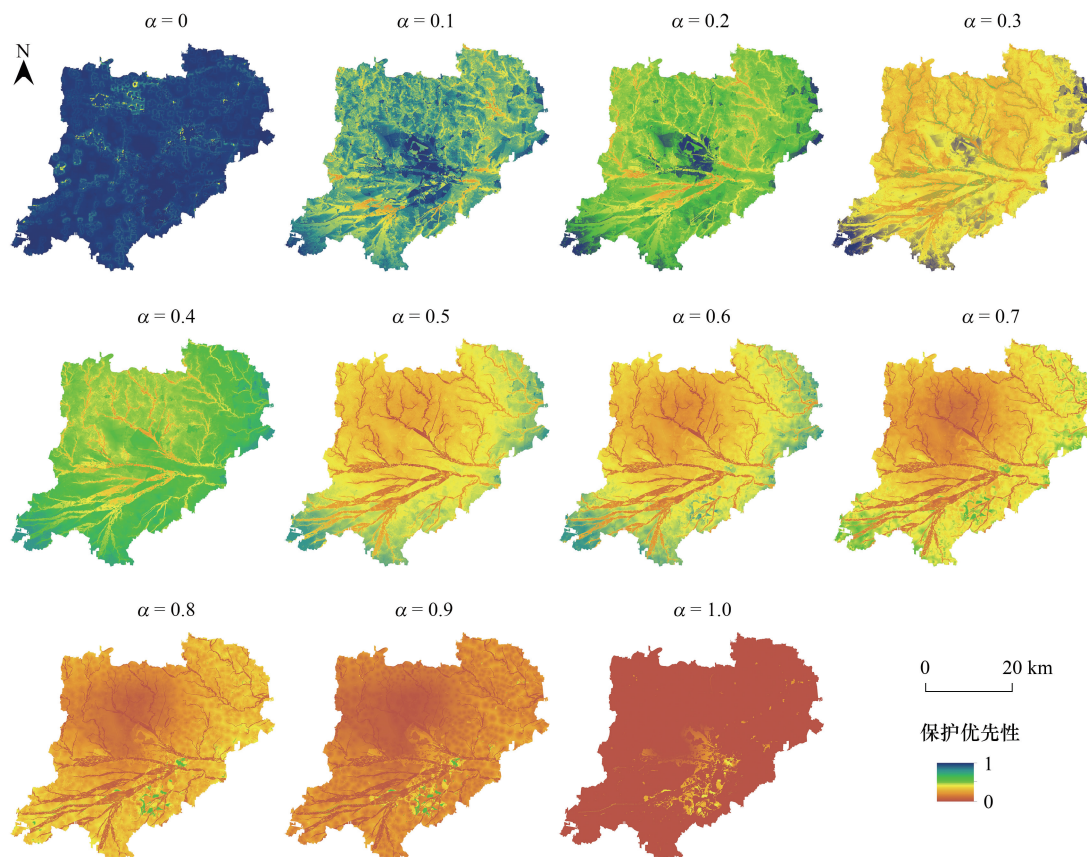 α = 0
α = 0.1
α = 0.2
α = 0.3
N
α = 0.4
α = 0.5
α = 0.6
α = 0.7
α = 0.8
α = 0.9
α = 1.0
0 20 km
保护优先性
1
0